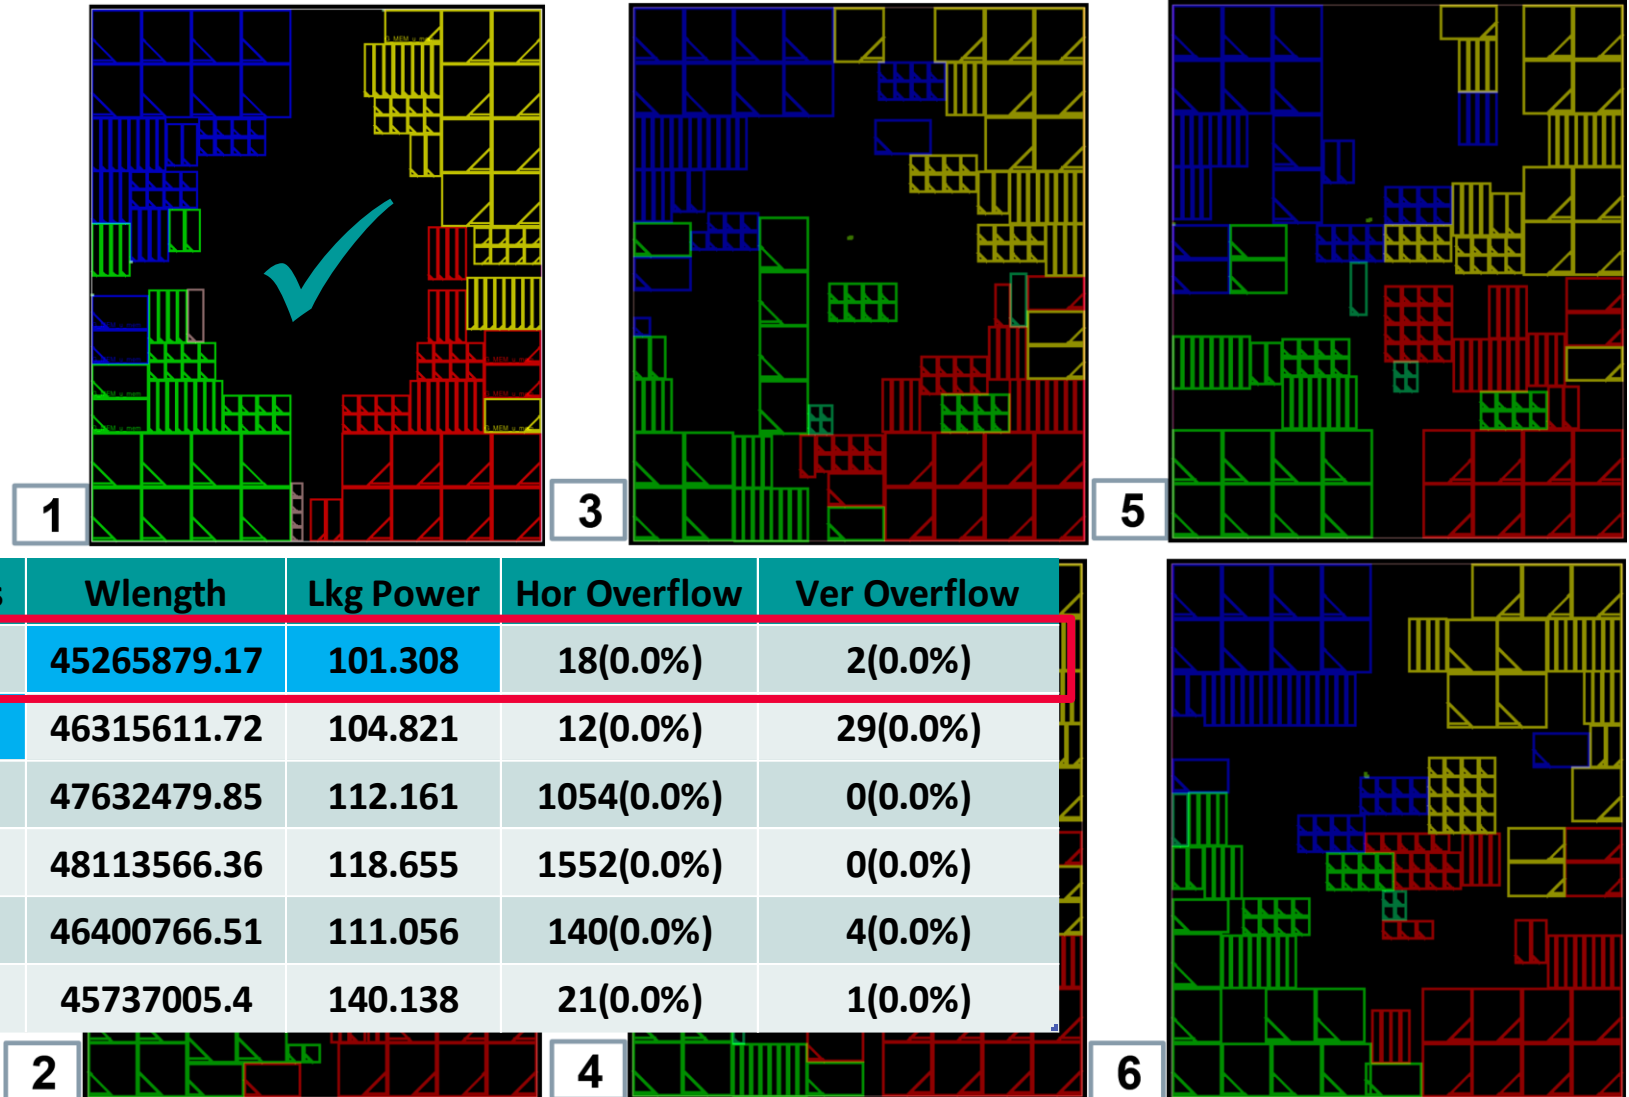 1
3
5
s Wlength Lkg Power Hor Overflow Ver Overflow
45265879.17 101.308 18(0.0%) 2(0.0%)
46315611.72 104.821 12(0.0%) 29(0.0%)
47632479.85 112.161 1054(0.0%) 0(0.0%)
48113566.36 118.655 1552(0.0%) 0(0.0%)
46400766.51 111.056 140(0.0%) 4(0.0%)
45737005.4 140.138 21(0.0%) 1(0.0%)
2
4
6